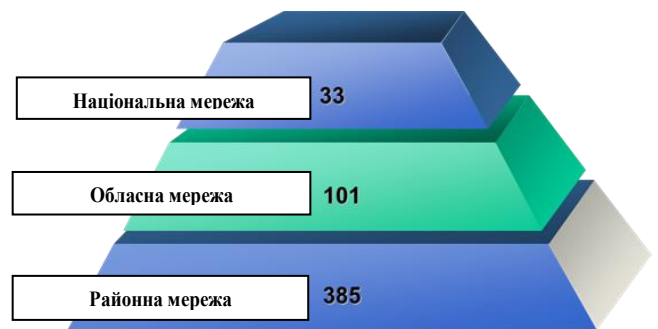 Національна мережа 33
Обласна мережа 101
Районна мережа 385